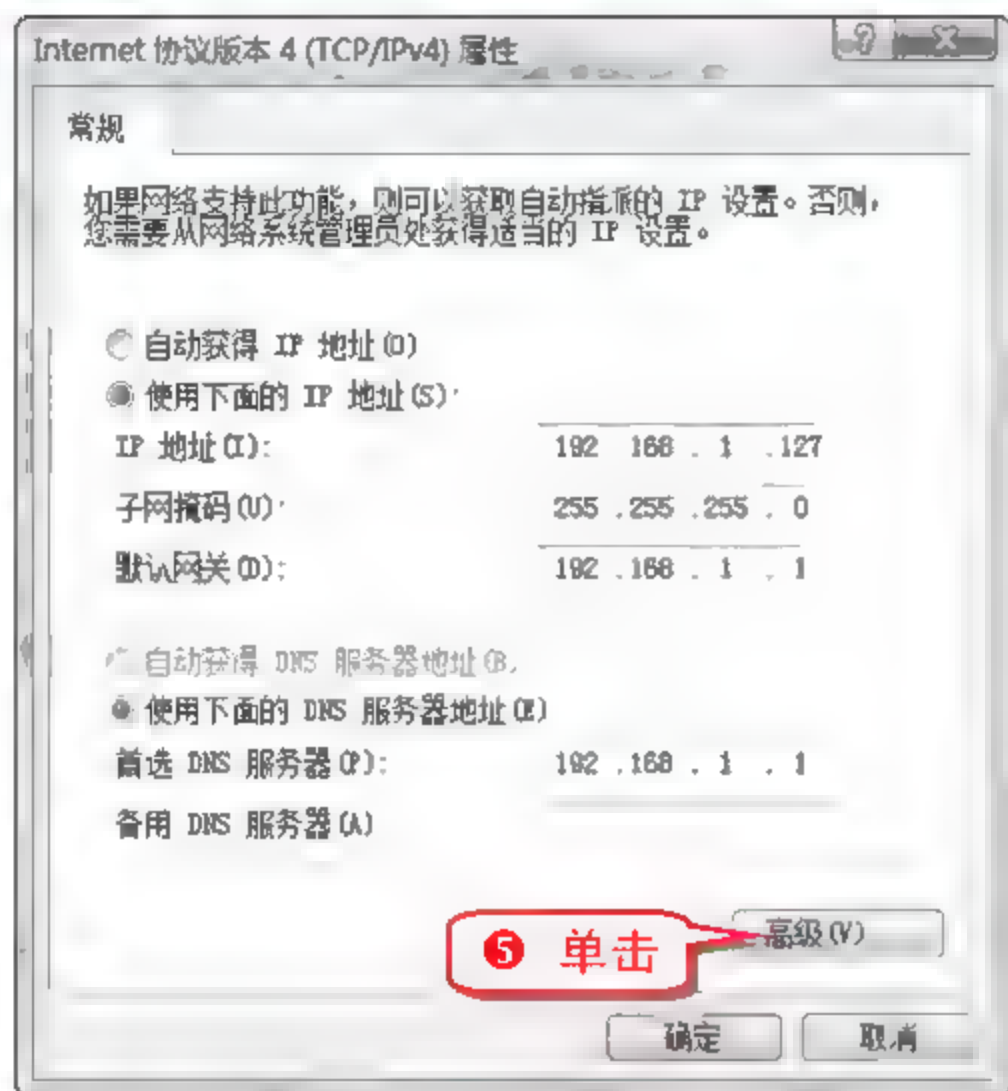 Internet 协议版本 4 (TCP/IPv4) 属性
常规
如果网络支持此功能，则可以获取自动指派的 IP 设置。否则，
您需要从网络系统管理员处获得适当的 IP 设置。
自动获得 IP 地址(O)
使用下面的 IP 地址(S):
IP 地址(I): 192 168 . 1 .127
子网掩码(U): 255 .255 .255 . 0
默认网关(D): 192 .168 . 1 . 1
自动获得 DNS 服务器地址(B)
使用下面的 DNS 服务器地址(E)
首选 DNS 服务器(P): 192 .168 . 1 . 1
备用 DNS 服务器(A)
❺ 单击
高级(V)
确定
取消